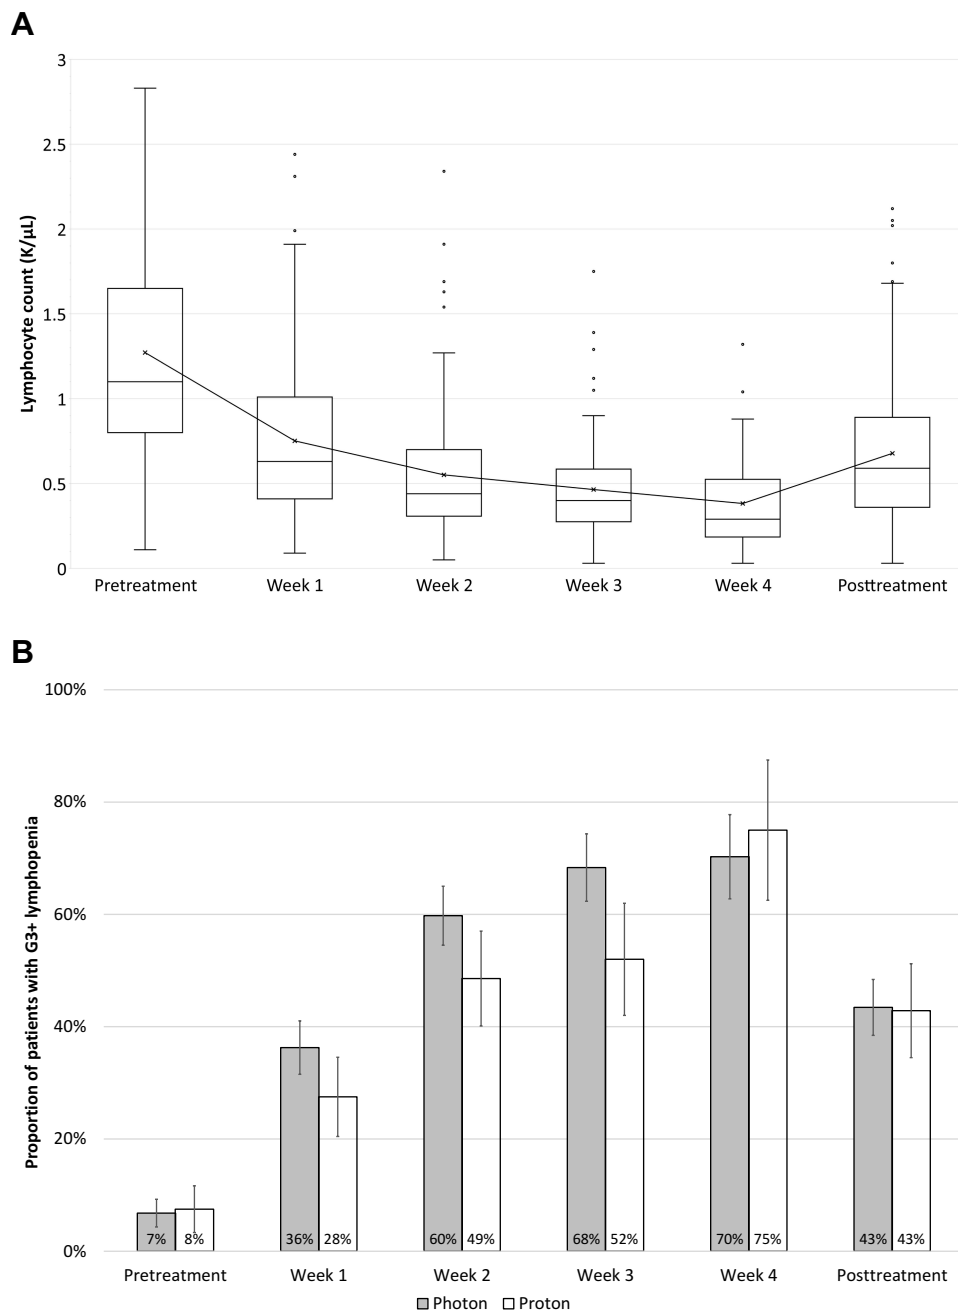 A
Lymphocyte count (K/µL)
3
2.5
2
1.5
1
0.5
0
Pretreatment Week 1 Week 2 Week 3 Week 4 Posttreatment
B
Proportion of patients with G3+ lymphopenia
100%
80%
60%
40%
20%
0%
7% 8% 36% 28% 60% 49% 68% 52% 70% 75% 43% 43%
Pretreatment Week 1 Week 2 Week 3 Week 4 Posttreatment
Photon Proton